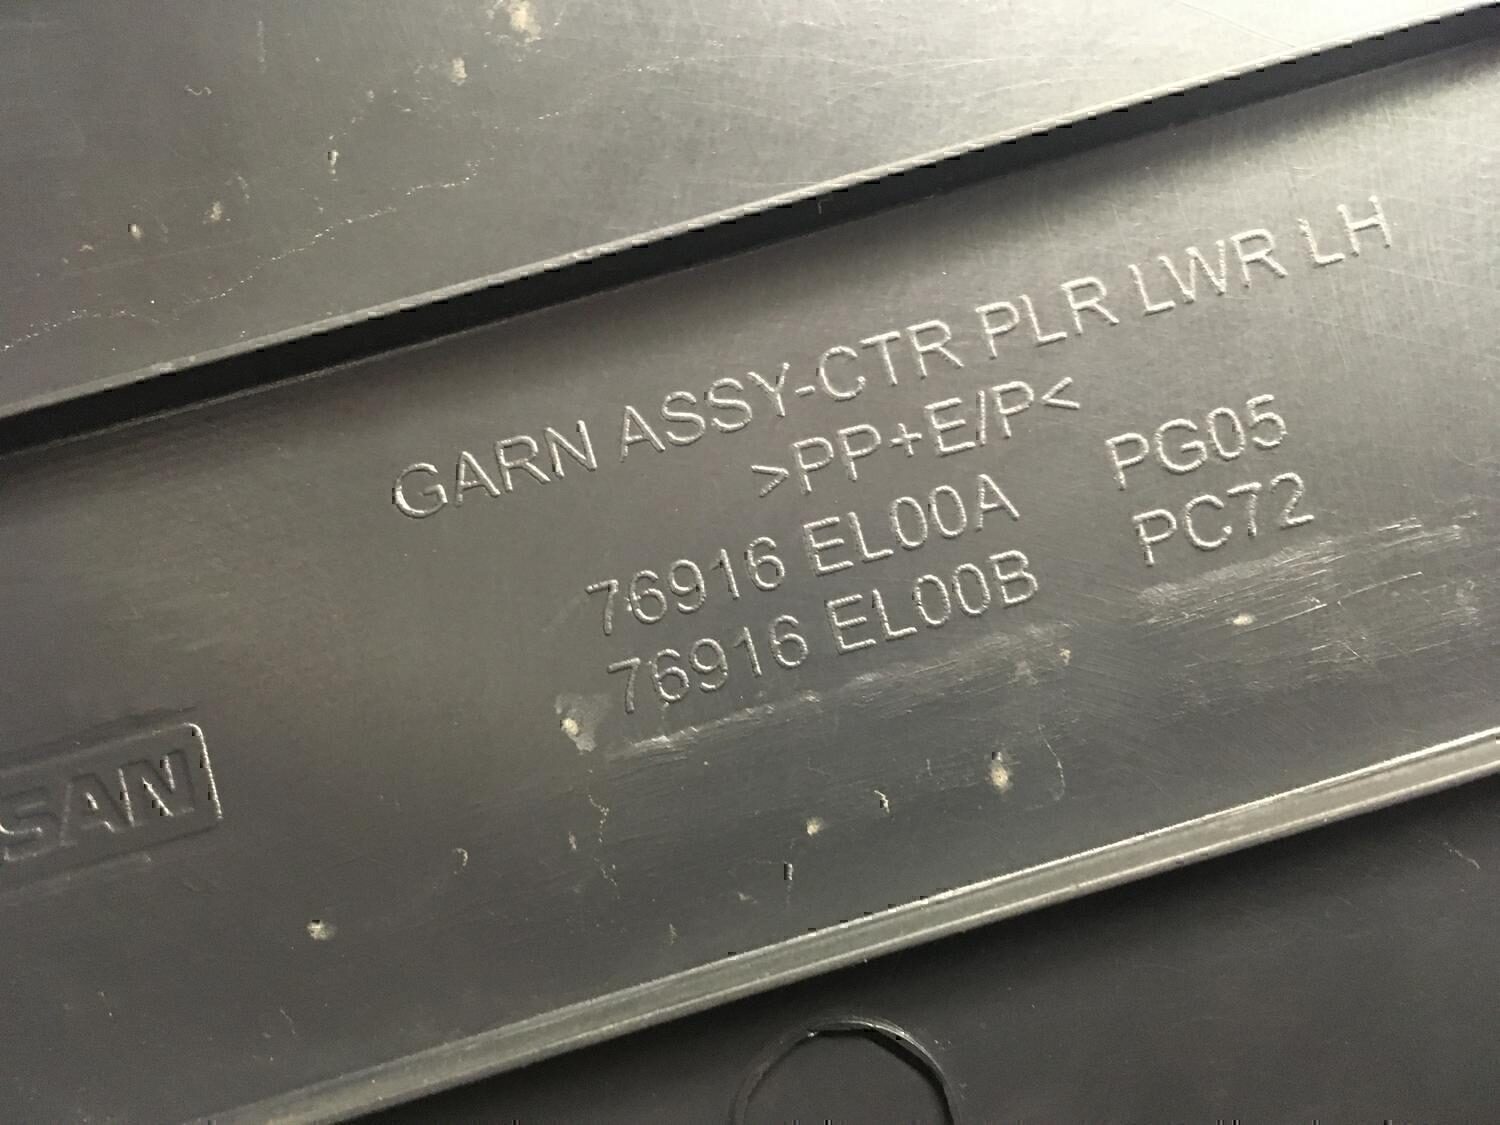 GARN ASSY-CTR PLR LWR LH
>PP+E/P<
76916 EL00A PG05
76916 EL00B PC72
SAN